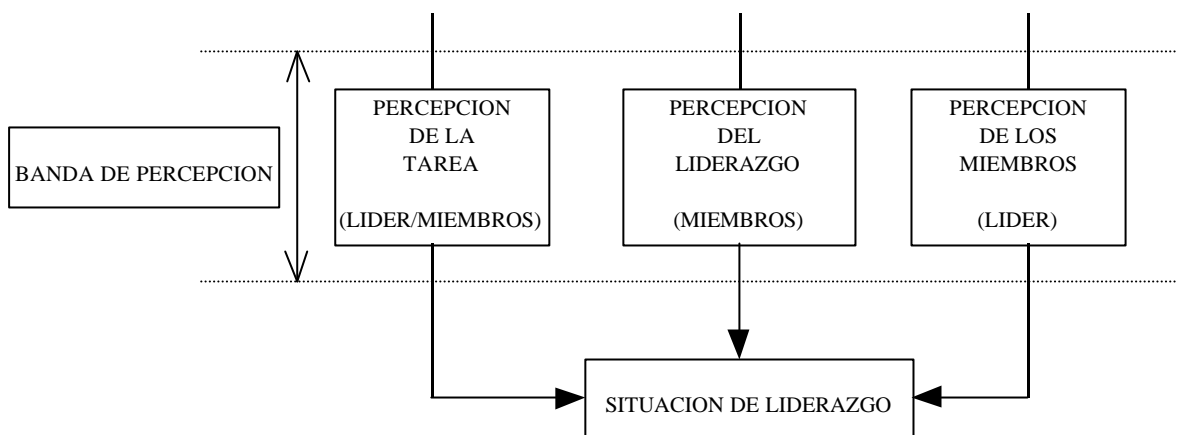 BANDA DE PERCEPCION
PERCEPCION
DE LA
TAREA
(LIDER/MIEMBROS)
PERCEPCION
DEL
LIDERAZGO
(MIEMBROS)
PERCEPCION
DE LOS
MIEMBROS
(LIDER)
SITUACION DE LIDERAZGO